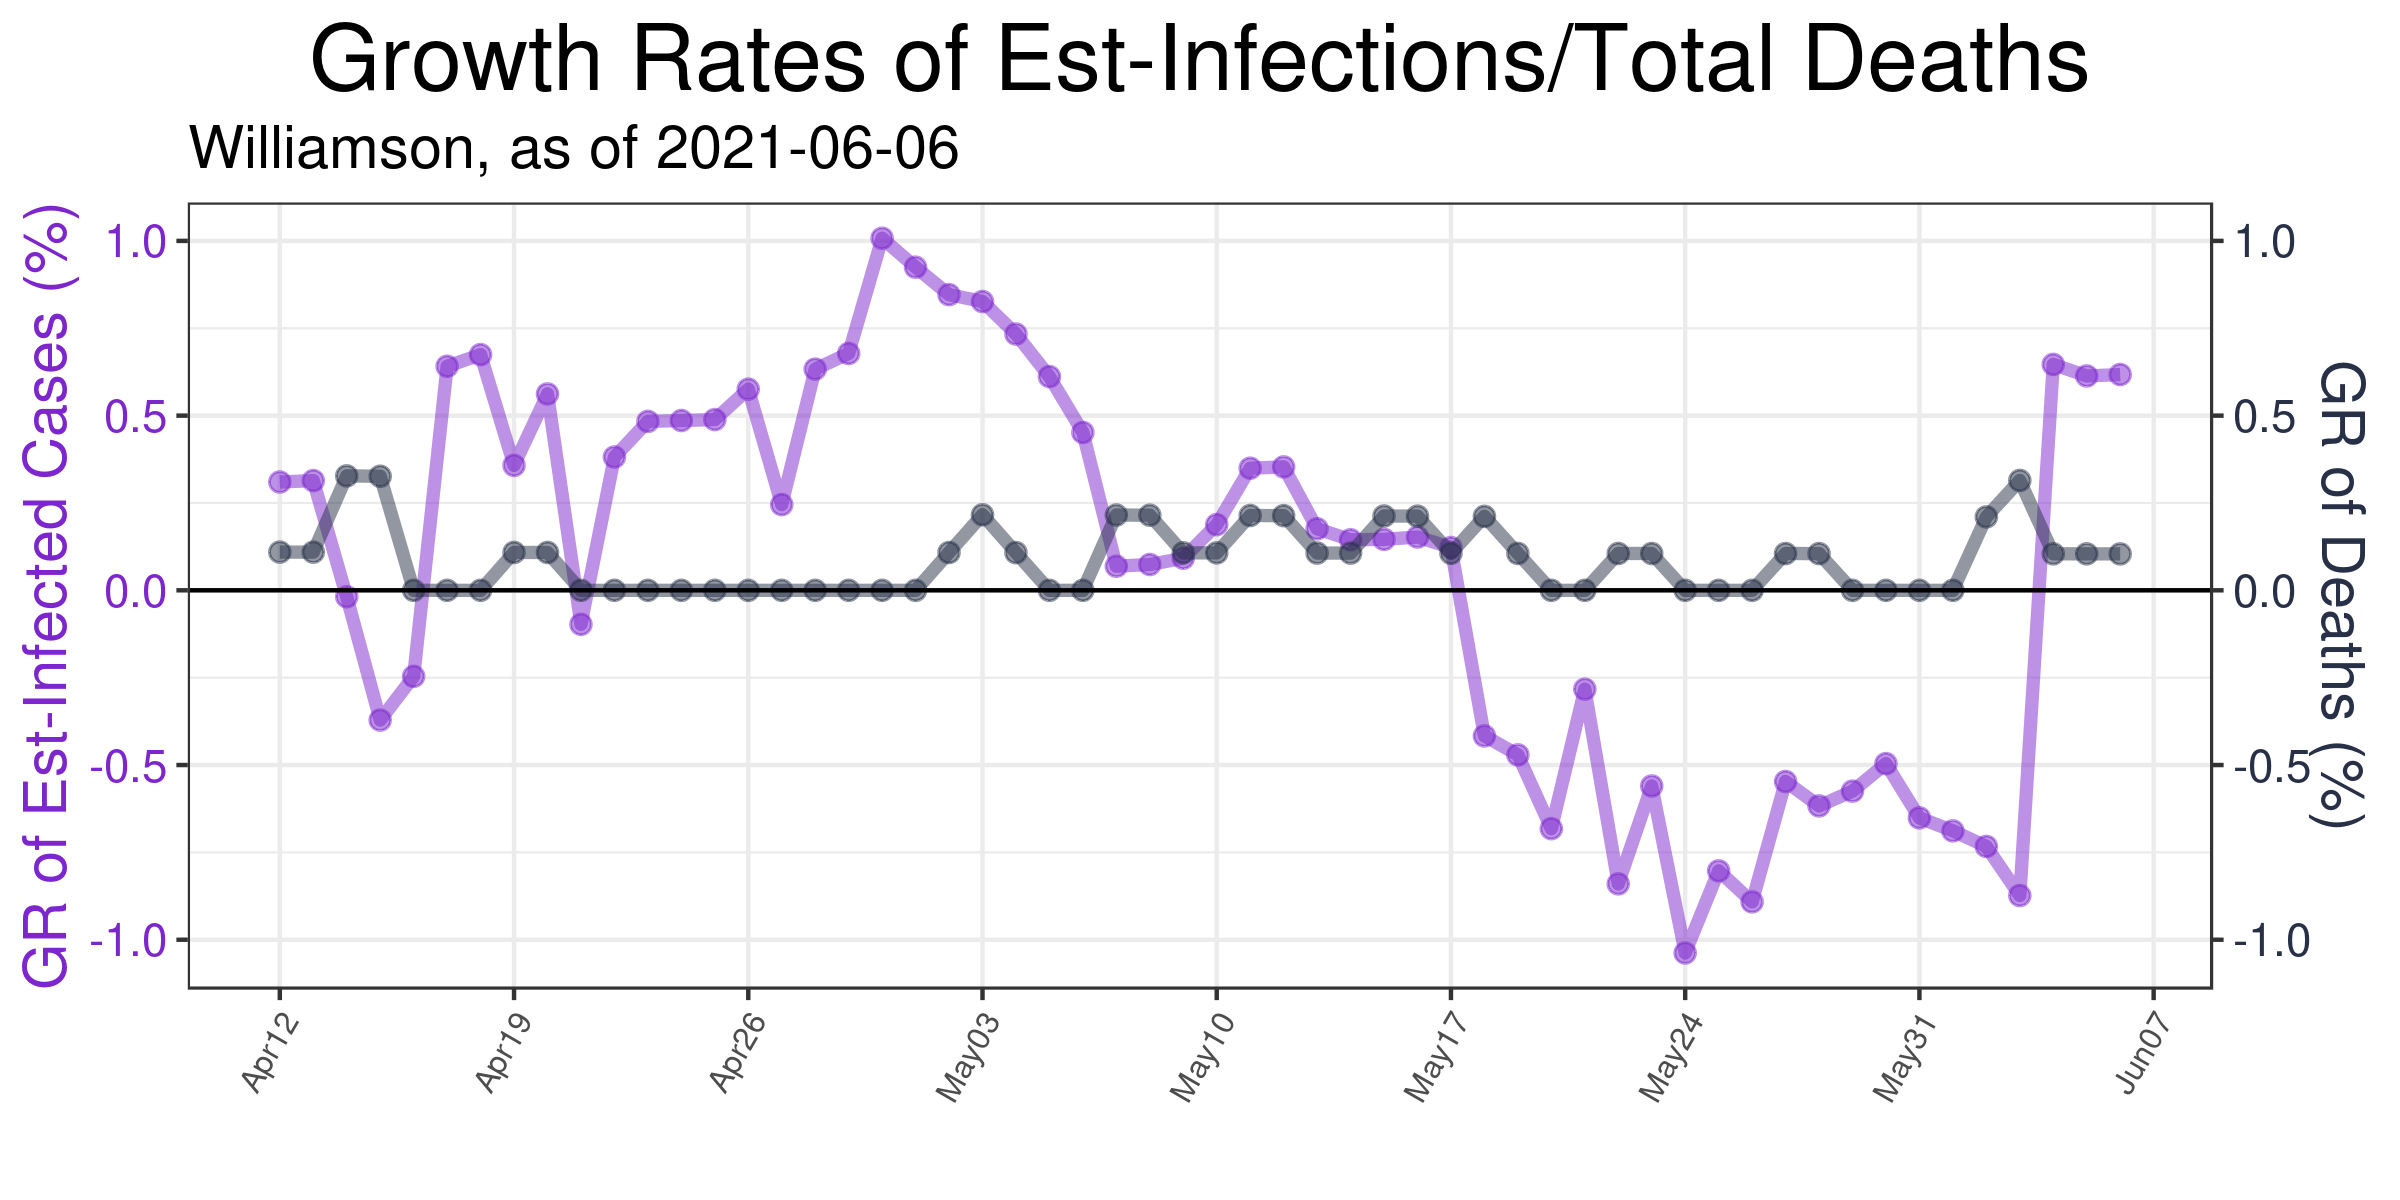 Growth Rates of Est-Infections/Total Deaths
Williamson, as of 2021-06-06
GR of Est-Infected Cases (%)
1.0
0.5
0.0
-0.5
-1.0
1.0
0.5
0.0
-0.5
-1.0
GR of Deaths (%)
Apr12
Apr19
Apr26
May03
May10
May17
May24
May31
Jun07